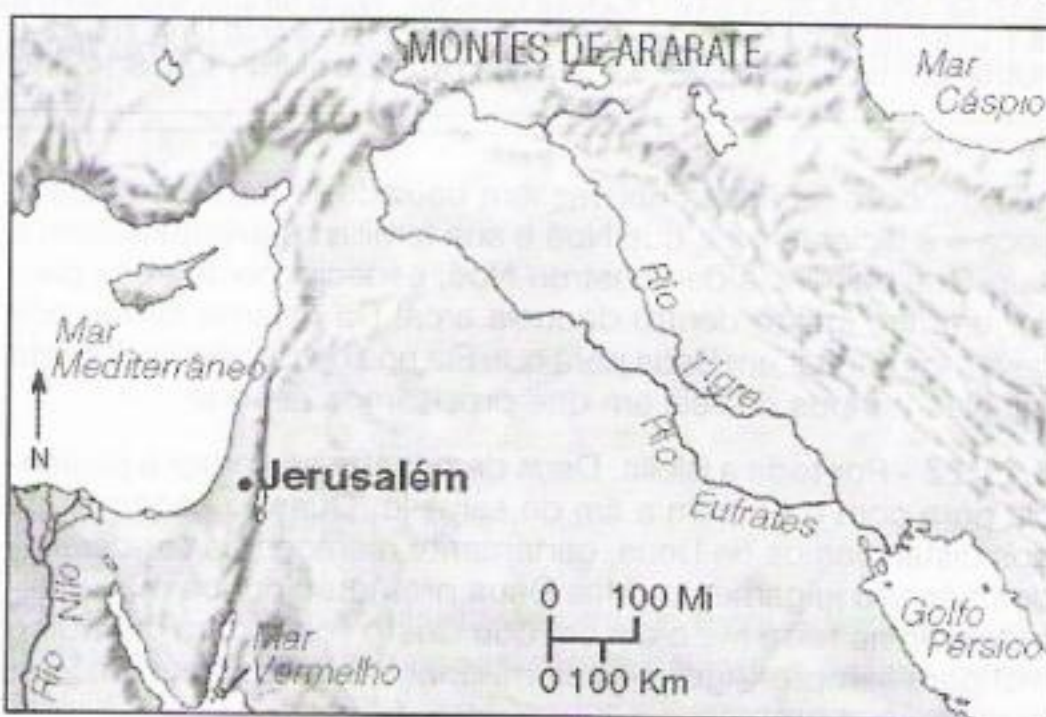 MONTES DE ARARATE
Mar
Cáspio
Rio
Tigre
Mar
Mediterrâneo
N
Rio
Eufrates
Jerusalém
Rio Nilo
Mar
Vermelho
0 100 Mi
0 100 Km
Golfo
Pérsico